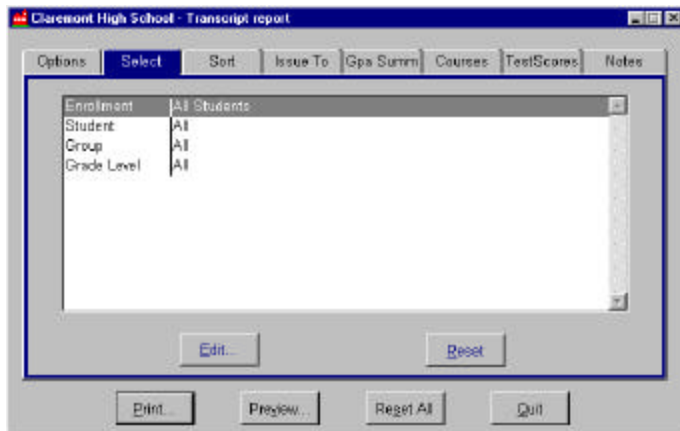 Claremont High School - Transcript report
Options Select Sort Issue To Gpa Summ Courses TestScores Notes
Enrollment All Students
Student All
Group All
Grade Level All
Edit... Reset
Print... Preview... Reset All Quit